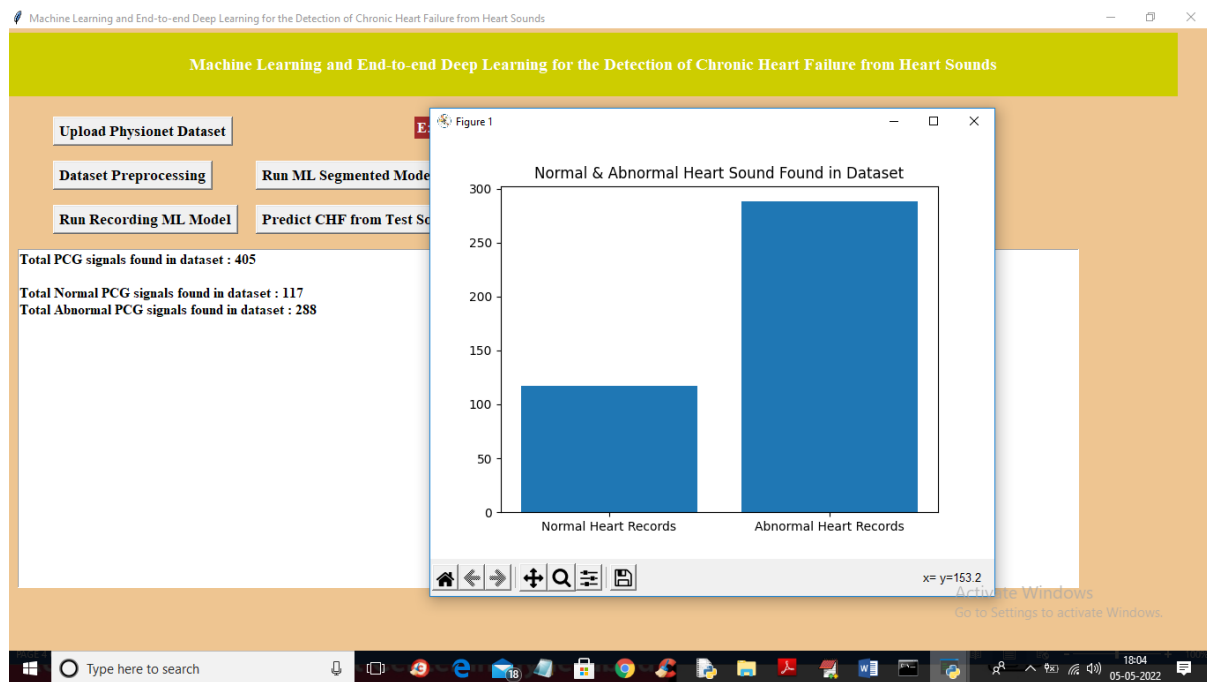 Machine Learning and End-to-end Deep Learning for the Detection of Chronic Heart Failure from Heart Sounds
Machine Learning and End-to-end Deep Learning for the Detection of Chronic Heart Failure from Heart Sounds
Upload Physionet Dataset
Dataset Preprocessing
Run ML Segmented Mode
Run Recording ML Model
Predict CHF from Test So
Total PCG signals found in dataset : 405
Total Normal PCG signals found in dataset : 117
Total Abnormal PCG signals found in dataset : 288
Figure 1
Normal & Abnormal Heart Sound Found in Dataset
300
250
200
150
100
50
0
Normal Heart Records
Abnormal Heart Records
x= y=153.2
Activate Windows
Go to Settings to activate Windows.
Type here to search
18
18:04
05-05-2022